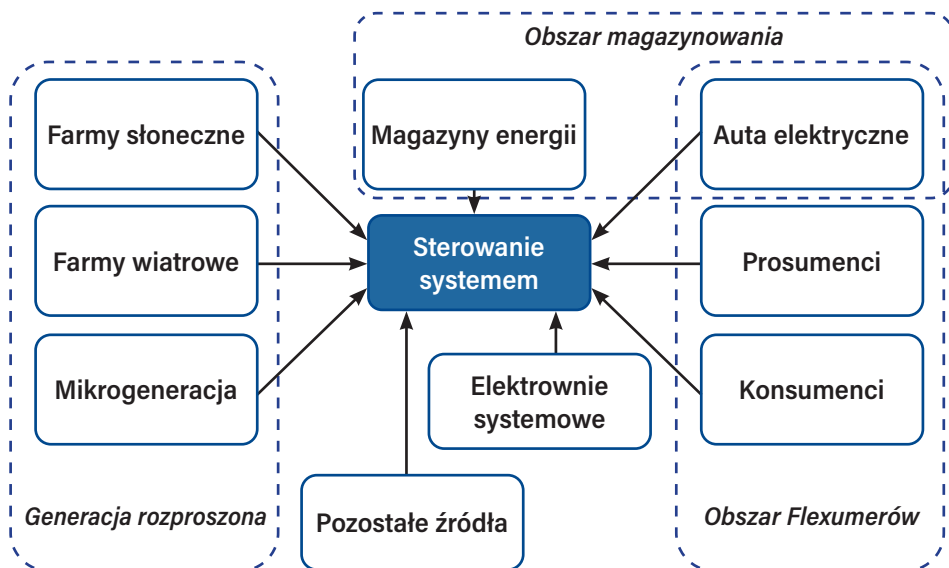 Obszar magazynowania
Farmy słoneczne
Magazyny energii
Auta elektryczne
Farmy wiatrowe
Sterowanie
systemem
Prosumenci
Mikrogeneracja
Elektrownie
systemowe
Konsumenci
Generacja rozproszona
Pozostałe źródła
Obszar Flexumerów